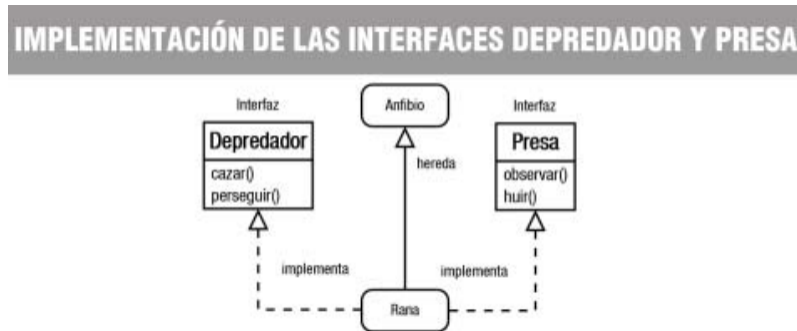 IMPLEMENTACIÓN DE LAS INTERFACES DEPREDADOR Y PRESA
Interfaz
Depredador
cazar()
perseguir()
Anfibio
hereda
Interfaz
Presa
observar()
huir()
implementa
implementa
Rana